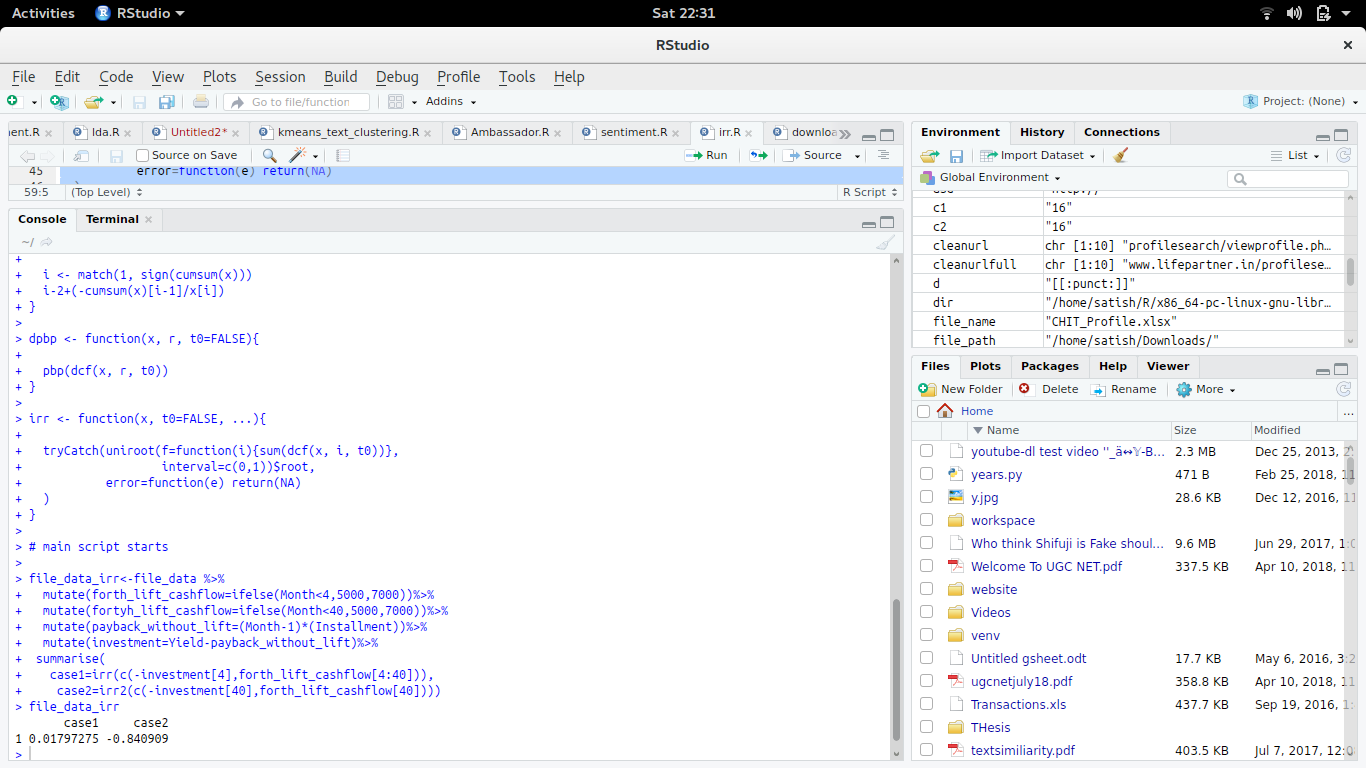 Activities RStudio Sat 22:31
RStudio
File Edit Code View Plots Session Build Debug Profile Tools Help
Go to file/function Addins Project: (None)
ment.R lda.R Untitled2* kmeans_text_clustering.R Ambassador.R sentiment.R irr.R downloa
Source on Save Run Source
45 error=function(e) return(NA)
59:5 (Top Level) R Script
Console Terminal
~/
+
+ i <- match(1, sign(cumsum(x)))
+ i-2+(-cumsum(x)[i-1]/x[i])
+ }
>
> dpbp <- function(x, r, t0=FALSE){
+
+ pbp(dcf(x, r, t0))
+ }
>
> irr <- function(x, t0=FALSE, ...){
+
+ tryCatch(uniroot(f=function(i){sum(dcf(x, i, t0))},
+ interval=c(0,1))$root,
+ error=function(e) return(NA)
+ )
+ }
>
> # main script starts
>
> file_data_irr<-file_data %>%
+ mutate(forth_lift_cashflow=ifelse(Month<4,5000,7000))%>%
+ mutate(fortyh_lift_cashflow=ifelse(Month<40,5000,7000))%>%
+ mutate(payback_without_lift=(Month-1)*(Installment))%>%
+ mutate(investment=Yield-payback_without_lift)%>%
+ summarise(
+ case1=irr(c(-investment[4],forth_lift_cashflow[4:40])),
+ case2=irr2(c(-investment[40],forth_lift_cashflow[40])))
> file_data_irr
case1 case2
1 0.01797275 -0.840909
>
Environment History Connections
Import Dataset List
Global Environment
c1 "16"
c2 "16"
cleanurl chr [1:10] "profilesearch/viewprofile.ph…
cleanurlfull chr [1:10] "www.lifepartner.in/profilese…
d "[[:punct:]]"
dir "/home/satish/R/x86_64-pc-linux-gnu-libr…
file_name "CHIT_Profile.xlsx"
file_path "/home/satish/Downloads/"
Files Plots Packages Help Viewer
New Folder Delete Rename More
Home ...
Name Size Modified
youtube-dl test video ''_ä↭𝕐-B... 2.3 MB Dec 25, 2013, 2:
years.py 471 B Feb 25, 2018, 11
y.jpg 28.6 KB Dec 12, 2016, 11
workspace
Who think Shifuji is Fake shoul... 9.6 MB Jun 29, 2017, 1:0
Welcome To UGC NET.pdf 337.5 KB Apr 10, 2018, 11
website
Videos
venv
Untitled gsheet.odt 17.7 KB May 6, 2016, 3:2
ugcnetjuly18.pdf 358.8 KB Apr 10, 2018, 11
Transactions.xls 437.7 KB Sep 19, 2016, 1:
THesis
textsimiliarity.pdf 403.5 KB Jul 7, 2017, 12:0